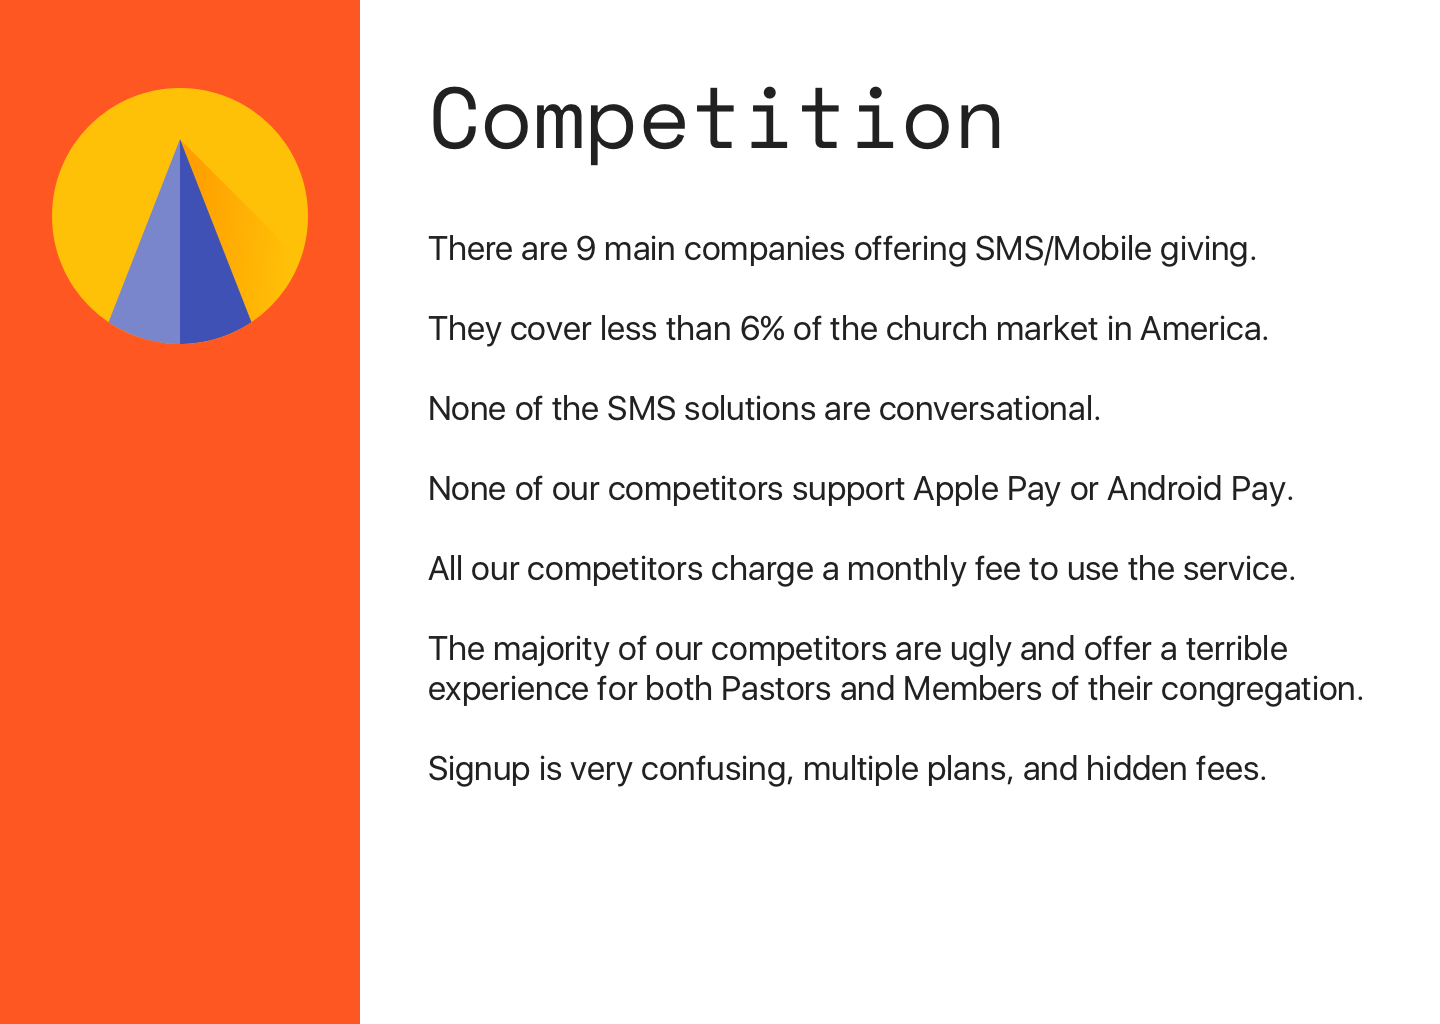 Competition
There are 9 main companies offering SMS/Mobile giving.
They cover less than 6% of the church market in America.
None of the SMS solutions are conversational.
None of our competitors support Apple Pay or Android Pay.
All our competitors charge a monthly fee to use the service.
The majority of our competitors are ugly and offer a terrible
experience for both Pastors and Members of their congregation.
Signup is very confusing, multiple plans, and hidden fees.